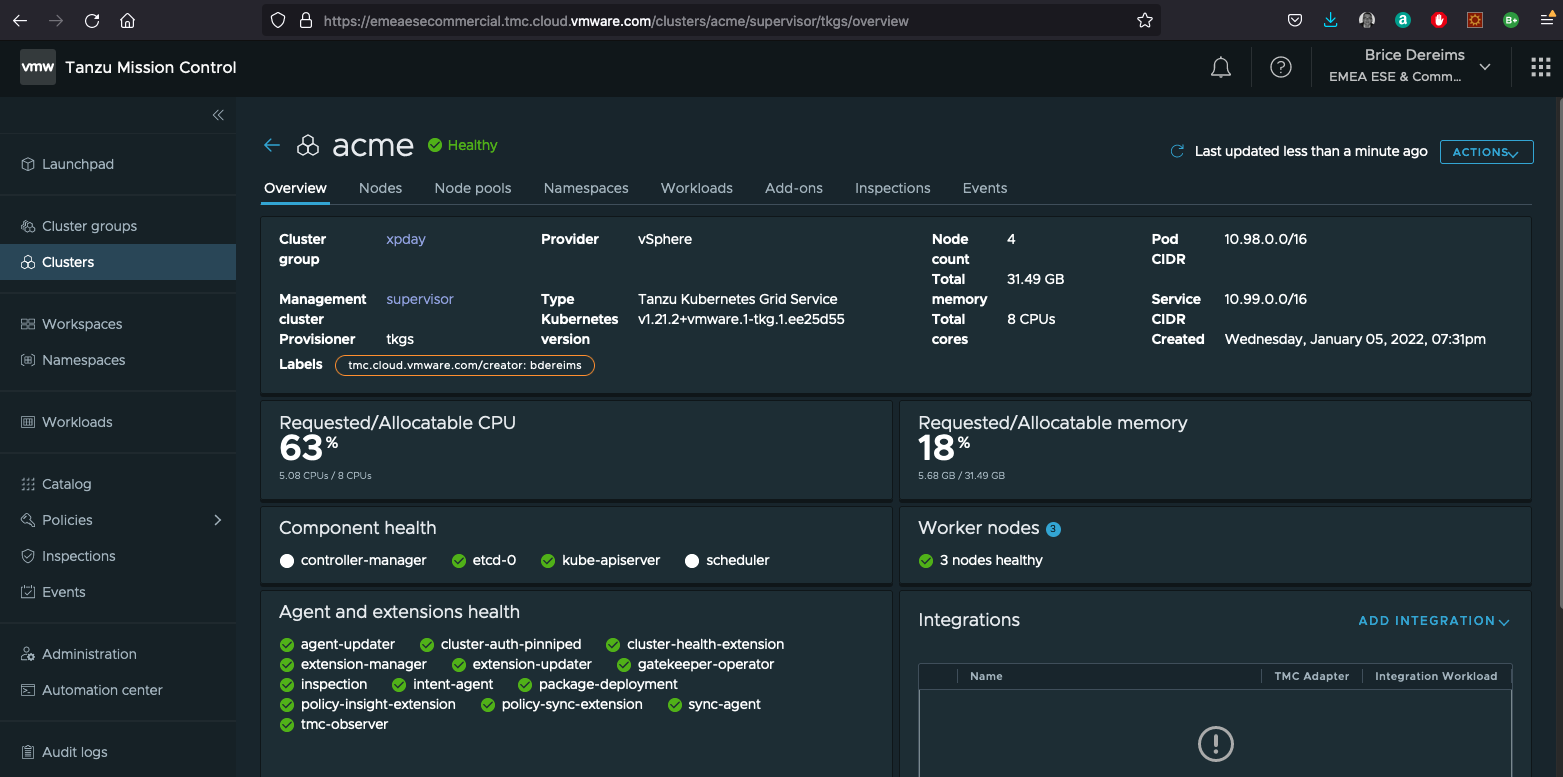 https://emeaesecommercial.tmc.cloud.vmware.com/clusters/acme/supervisor/tkgs/overview
a
B+
vmw
Tanzu Mission Control
Brice Dereims
EMEA ESE & Comm...
Launchpad
Cluster groups
Clusters
Workspaces
Namespaces
Workloads
Catalog
Policies
Inspections
Events
Administration
Automation center
Audit logs
acme
Healthy
Last updated less than a minute ago
ACTIONS
Overview Nodes Node pools Namespaces Workloads Add-ons Inspections Events
Cluster group xpday
Management cluster supervisor
Provisioner tkgs
Labels tmc.cloud.vmware.com/creator: bdereims
Provider vSphere
Type Tanzu Kubernetes Grid Service
Kubernetes version v1.21.2+vmware.1-tkg.1.ee25d55
Node count 4
Total memory 31.49 GB
Total cores 8 CPUs
Pod CIDR 10.98.0.0/16
Service CIDR 10.99.0.0/16
Created Wednesday, January 05, 2022, 07:31pm
Requested/Allocatable CPU
63%
5.08 CPUs / 8 CPUs
Requested/Allocatable memory
18%
5.68 GB / 31.49 GB
Component health
controller-manager etcd-0 kube-apiserver scheduler
Worker nodes 3
3 nodes healthy
Agent and extensions health
agent-updater cluster-auth-pinniped cluster-health-extension
extension-manager extension-updater gatekeeper-operator
inspection intent-agent package-deployment
policy-insight-extension policy-sync-extension sync-agent
tmc-observer
Integrations
ADD INTEGRATION
Name TMC Adapter Integration Workload